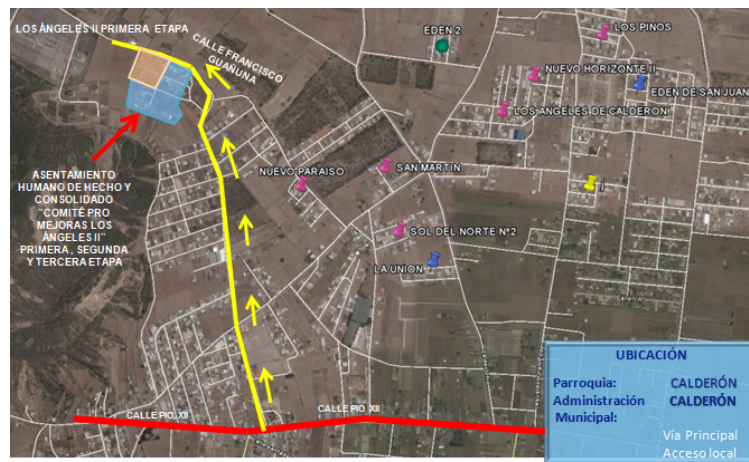 LOS ÁNGELES II PRIMERA ETAPA
CALLE FRANCISCO
GUAÑUNA
EDEN 2
LOS PINOS
NUEVO HORIZONTE II
EDEN DE SAN JUAN
LOS ANGELES DE CALDERON
ASENTAMIENTO
HUMANO DE HECHO Y
CONSOLIDADO
“COMITÉ PRO
MEJORAS LOS
ÁNGELES II”
PRIMERA , SEGUNDA
Y TERCERA ETAPA
NUEVO PARAISO
SAN MARTIN
SOL DEL NORTE Nº2
LA UNION
CALLE PIO XII
CALLE PIO XII
UBICACIÓN
Parroquia: CALDERÓN
Administración CALDERÓN
Municipal:
Vía Principal
Acceso local